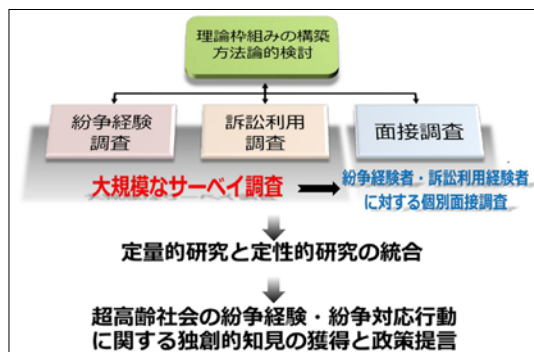 理論枠組みの構築
方法論的検討
紛争経験
調査
訴訟利用
調査
面接調査
大規模なサーベイ調査
紛争経験者・訴訟利用経験者
に対する個別面接調査
定量的研究と定性的研究の統合
超高齢社会の紛争経験・紛争対応行動
に関する独創的知見の獲得と政策提言